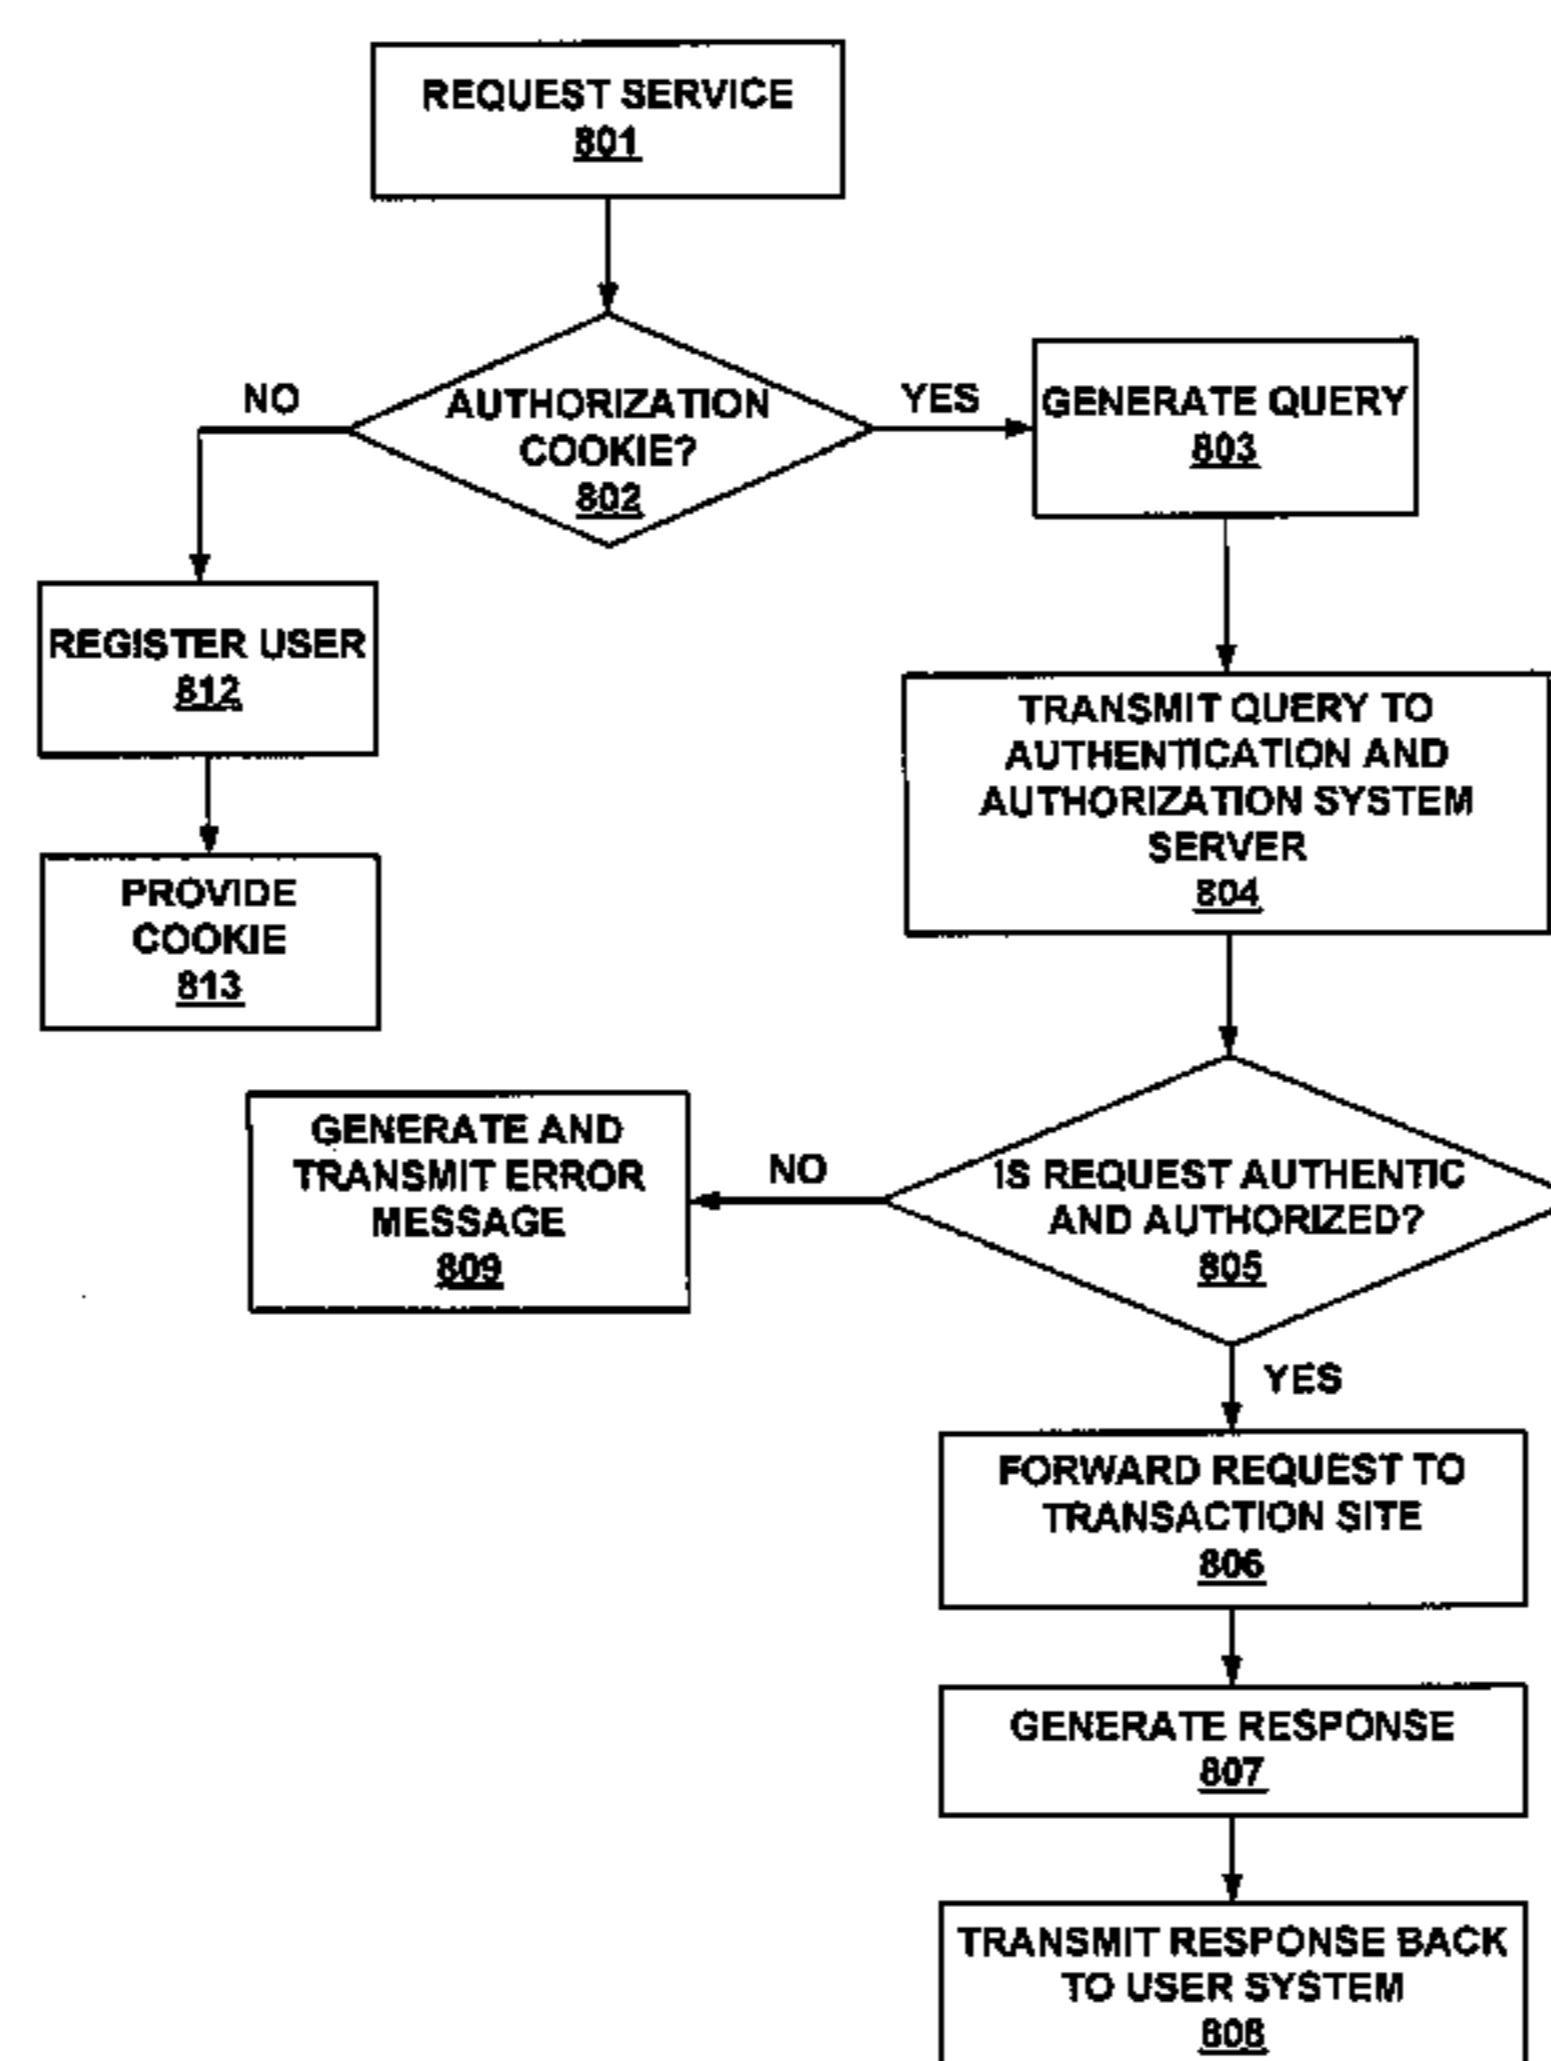 REQUEST SERVICE
801
AUTHORIZATION
COOKIE?
802
NO
YES
GENERATE QUERY
803
REGISTER USER
812
PROVIDE
COOKIE
813
TRANSMIT QUERY TO
AUTHENTICATION AND
AUTHORIZATION SYSTEM
SERVER
804
IS REQUEST AUTHENTIC
AND AUTHORIZED?
805
NO
GENERATE AND
TRANSMIT ERROR
MESSAGE
809
YES
FORWARD REQUEST TO
TRANSACTION SITE
806
GENERATE RESPONSE
807
TRANSMIT RESPONSE BACK
TO USER SYSTEM
808